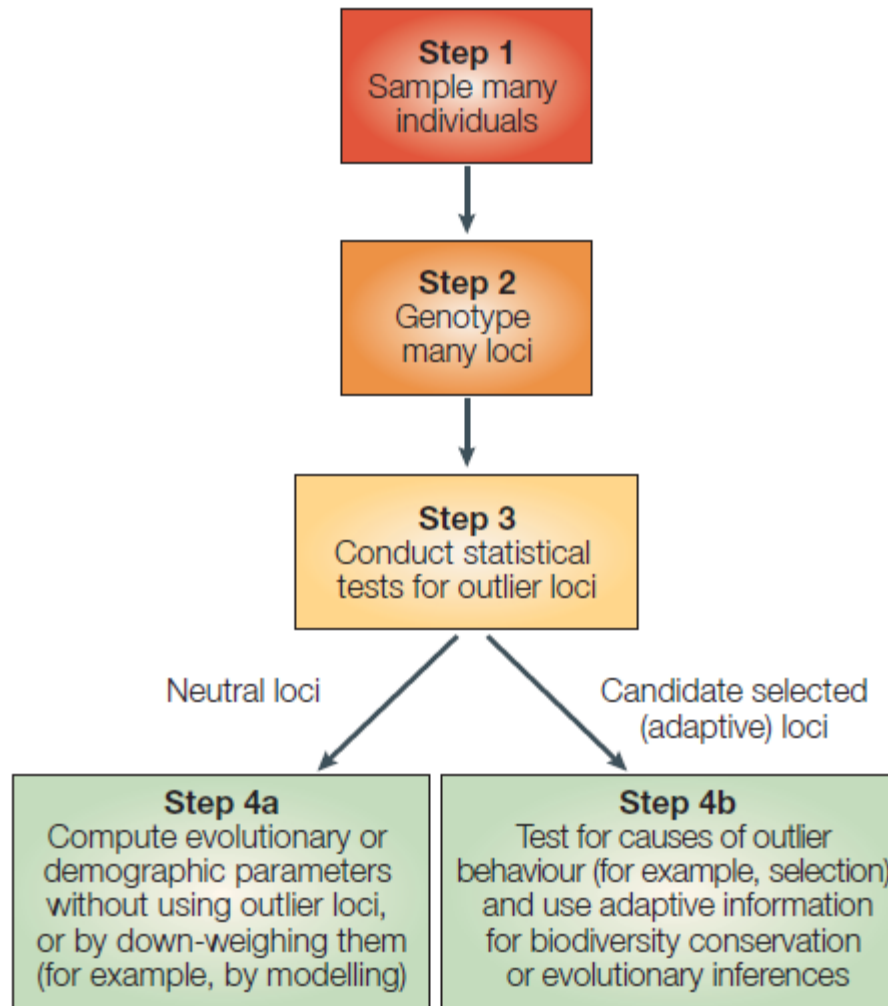 Step 1
Sample many
individuals
Step 2
Genotype
many loci
Step 3
Conduct statistical
tests for outlier loci
Neutral loci
Candidate selected
(adaptive) loci
Step 4a
Compute evolutionary or
demographic parameters
without using outlier loci,
or by down-weighing them
(for example, by modelling)
Step 4b
Test for causes of outlier
behaviour (for example, selection)
and use adaptive information
for biodiversity conservation
or evolutionary inferences